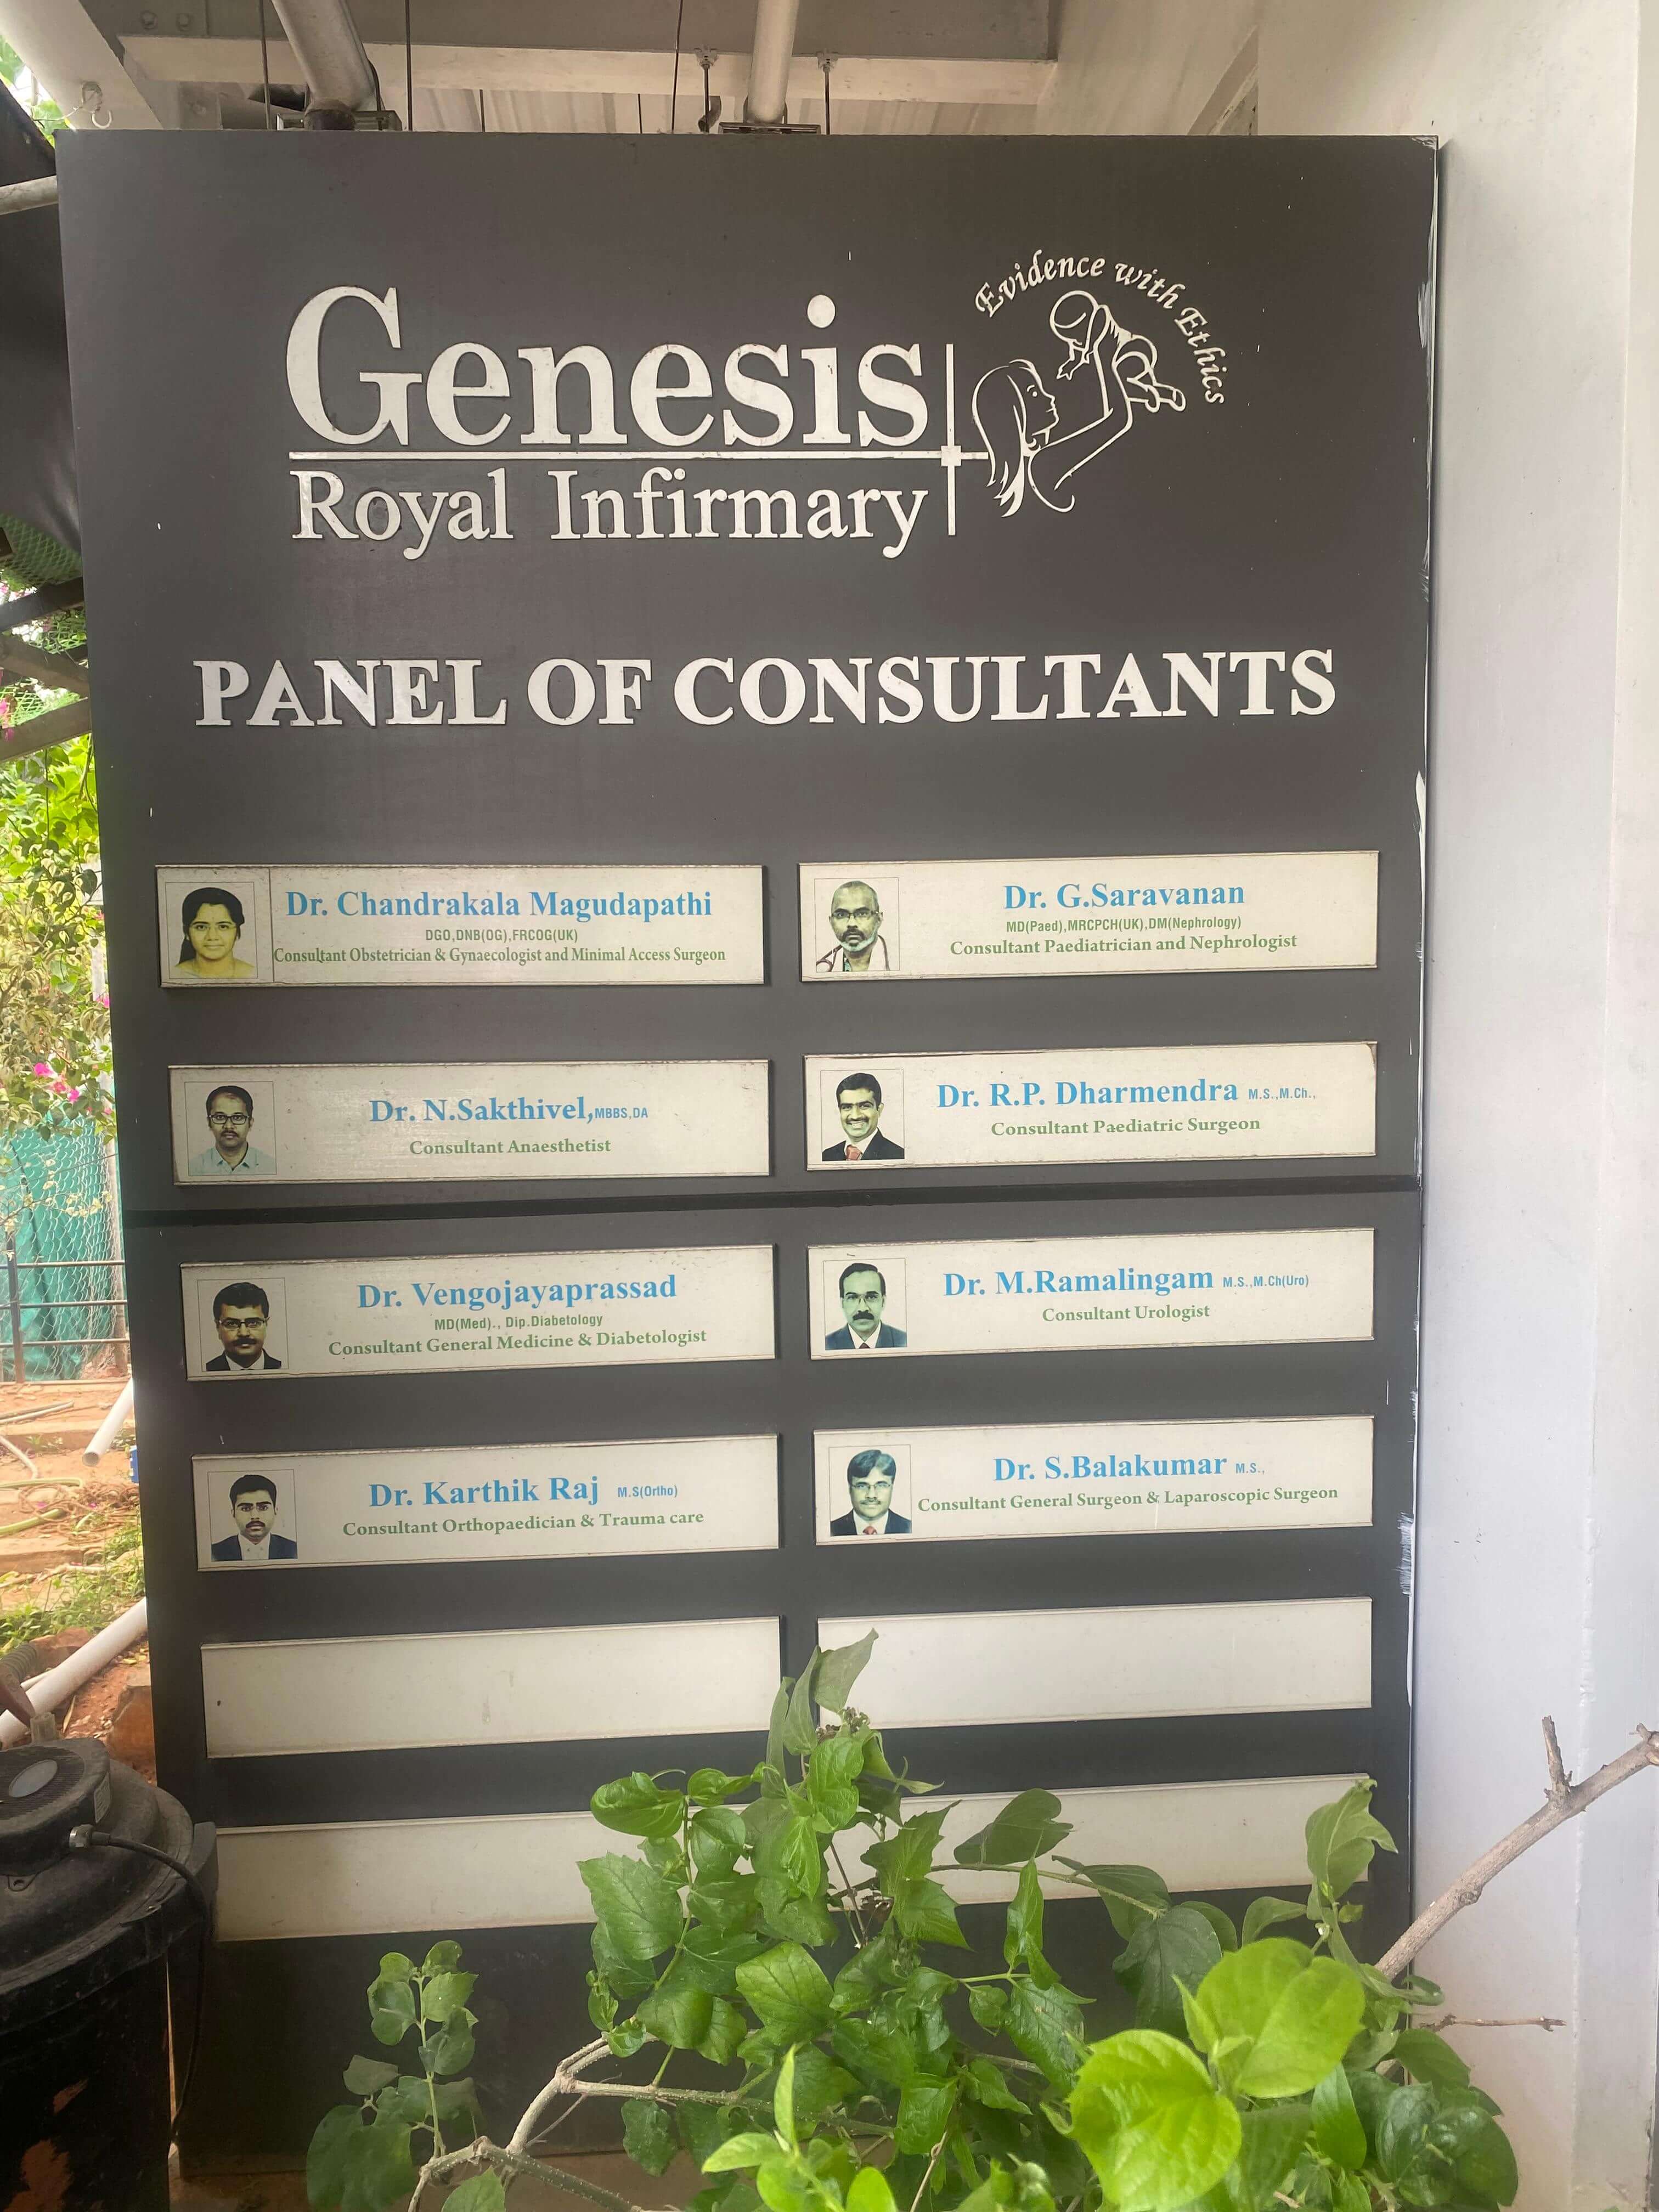 Genesis
Royal Infirmary
Evidence with Ethics
PANEL OF CONSULTANTS
Dr. Chandrakala Magudapathi
DGO,DNB(OG),FRCOG(UK)
Consultant Obstetrician & Gynaecologist and Minimal Access Surgeon
Dr. G.Saravanan
MD(Paed),MRCPCH(UK),DM(Nephrology)
Consultant Paediatrician and Nephrologist
Dr. N.Sakthivel,MBBS,DA
Consultant Anaesthetist
Dr. R.P. Dharmendra M.S.,M.Ch.,
Consultant Paediatric Surgeon
Dr. Vengojayaprassad
MD(Med)., Dip.Diabetology
Consultant General Medicine & Diabetologist
Dr. M.Ramalingam M.S.,M.Ch(Uro)
Consultant Urologist
Dr. Karthik Raj M.S(Ortho)
Consultant Orthopaedician & Trauma care
Dr. S.Balakumar M.S.,
Consultant General Surgeon & Laparoscopic Surgeon